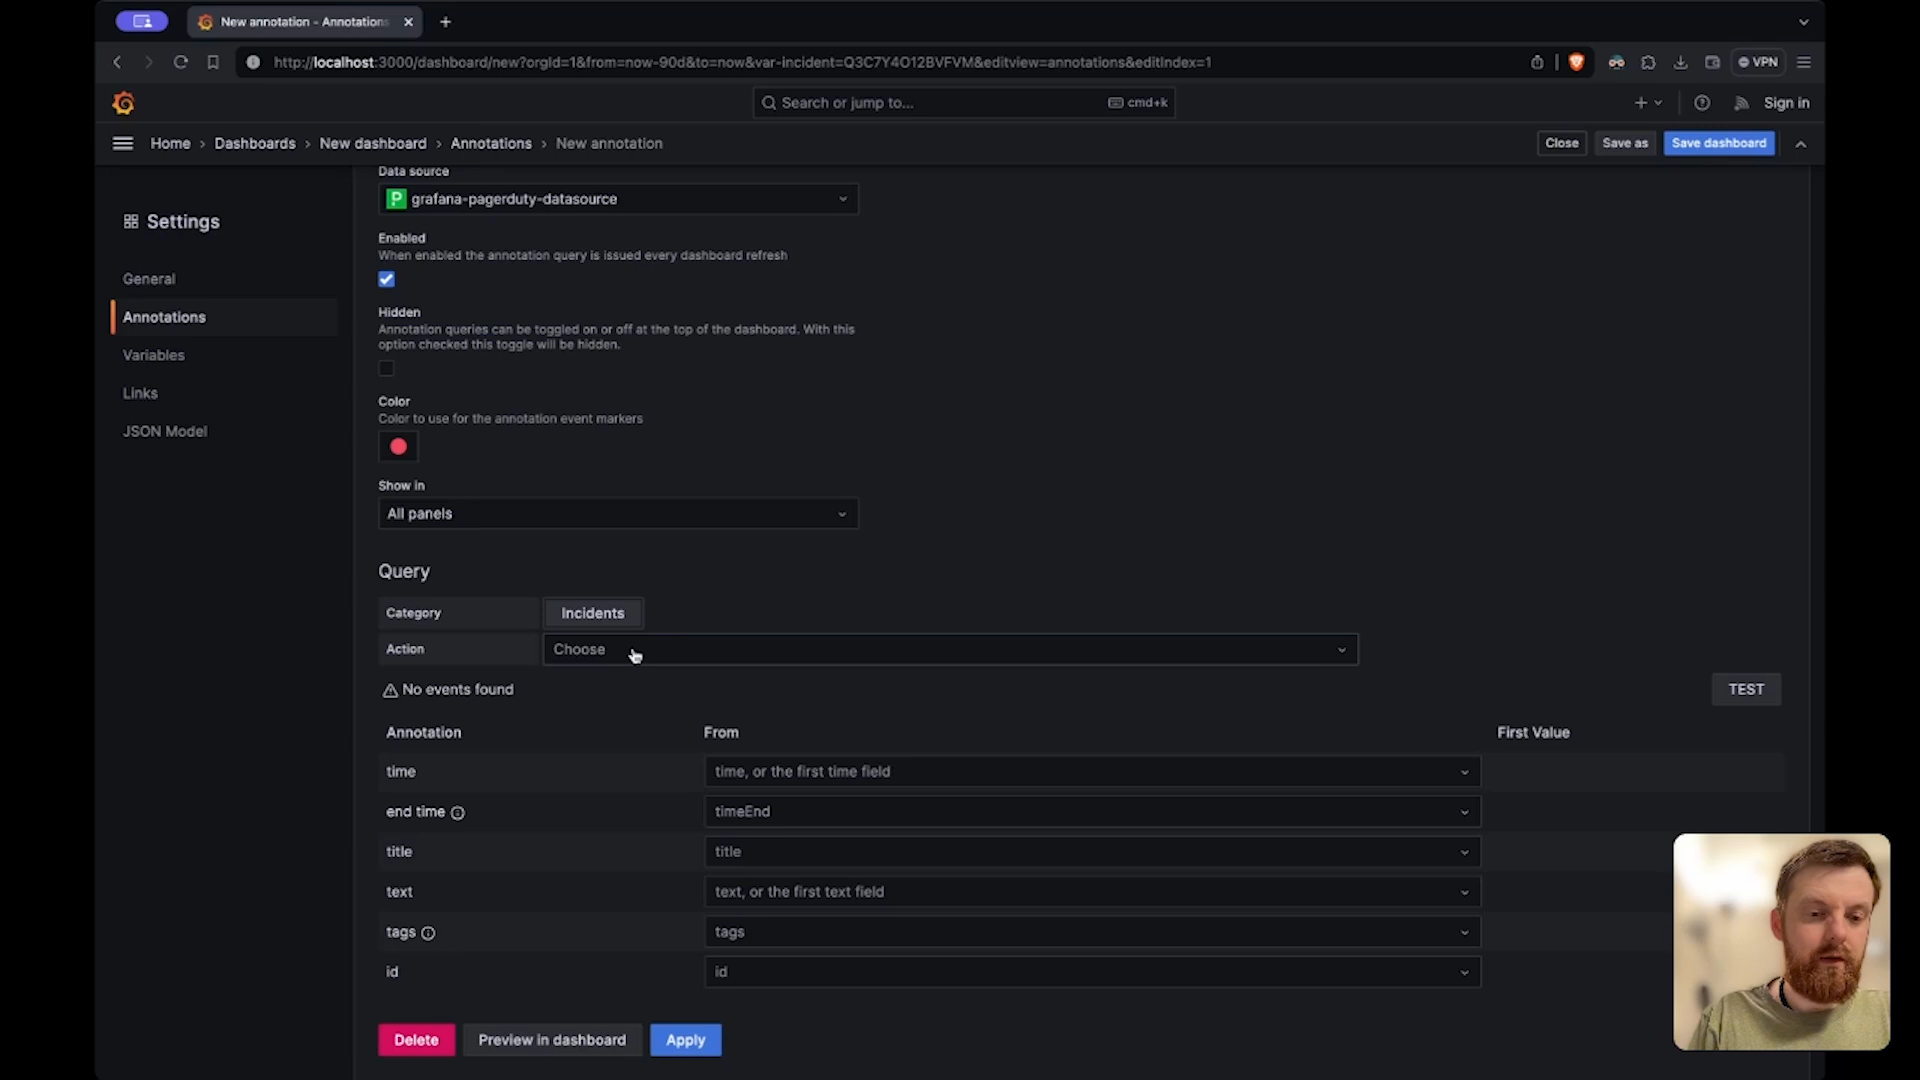 New annotation - Annotations
http://localhost:3000/dashboard/new?orgId=1&from=now-90d&to=now&var-incident=Q3C7Y4O12BVFVM&editview=annotations&editIndex=1
VPN
Search or jump to...
cmd+k
Sign in
Home › Dashboards › New dashboard › Annotations › New annotation
Close
Save as
Save dashboard
Settings
General
Annotations
Variables
Links
JSON Model
Data source
grafana-pagerduty-datasource
Enabled
When enabled the annotation query is issued every dashboard refresh
Hidden
Annotation queries can be toggled on or off at the top of the dashboard. With this
option checked this toggle will be hidden.
Color
Color to use for the annotation event markers
Show in
All panels
Query
Category Incidents
Action Choose
No events found
TEST
Annotation From First Value
time time, or the first time field
end time timeEnd
title title
text text, or the first text field
tags tags
id id
Delete
Preview in dashboard
Apply